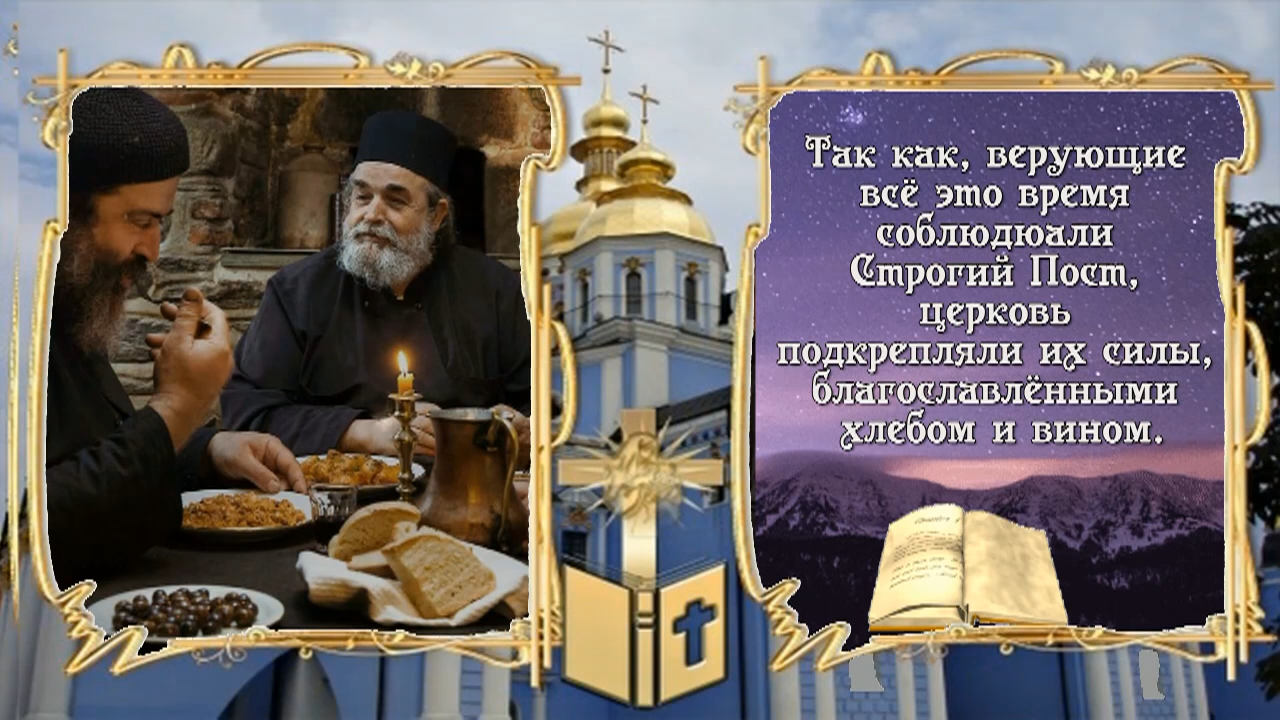 Так как, верующие
всё это время
соблюдюали
Строгий Пост,
церковь
подкрепляли их силы,
благославлёнными
хлебом и вином.